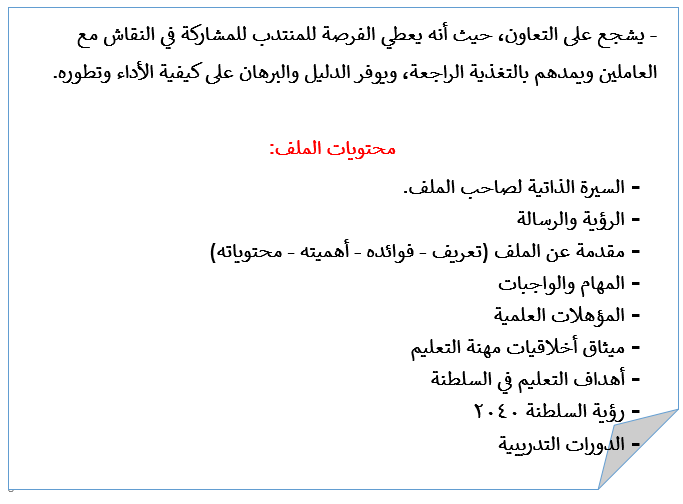 - يشجع على التعاون، حيث أنه يعطي الفرصة للمنتدب للمشاركة في النقاش مع
العاملين ويمدهم بالتغذية الراجعة، ويوفر الدليل والبرهان على كيفية الأداء وتطوره.
محتويات الملف:
- السيرة الذاتية لصاحب الملف.
- الرؤية والرسالة
- مقدمة عن الملف (تعريف - فوائده - أهميته - محتوياته)
- المهام والواجبات
- المؤهلات العلمية
- ميثاق أخلاقيات مهنة التعليم
- أهداف التعليم في السلطنة
- رؤية السلطنة ٢٠٤٠
- الدورات التدريبية